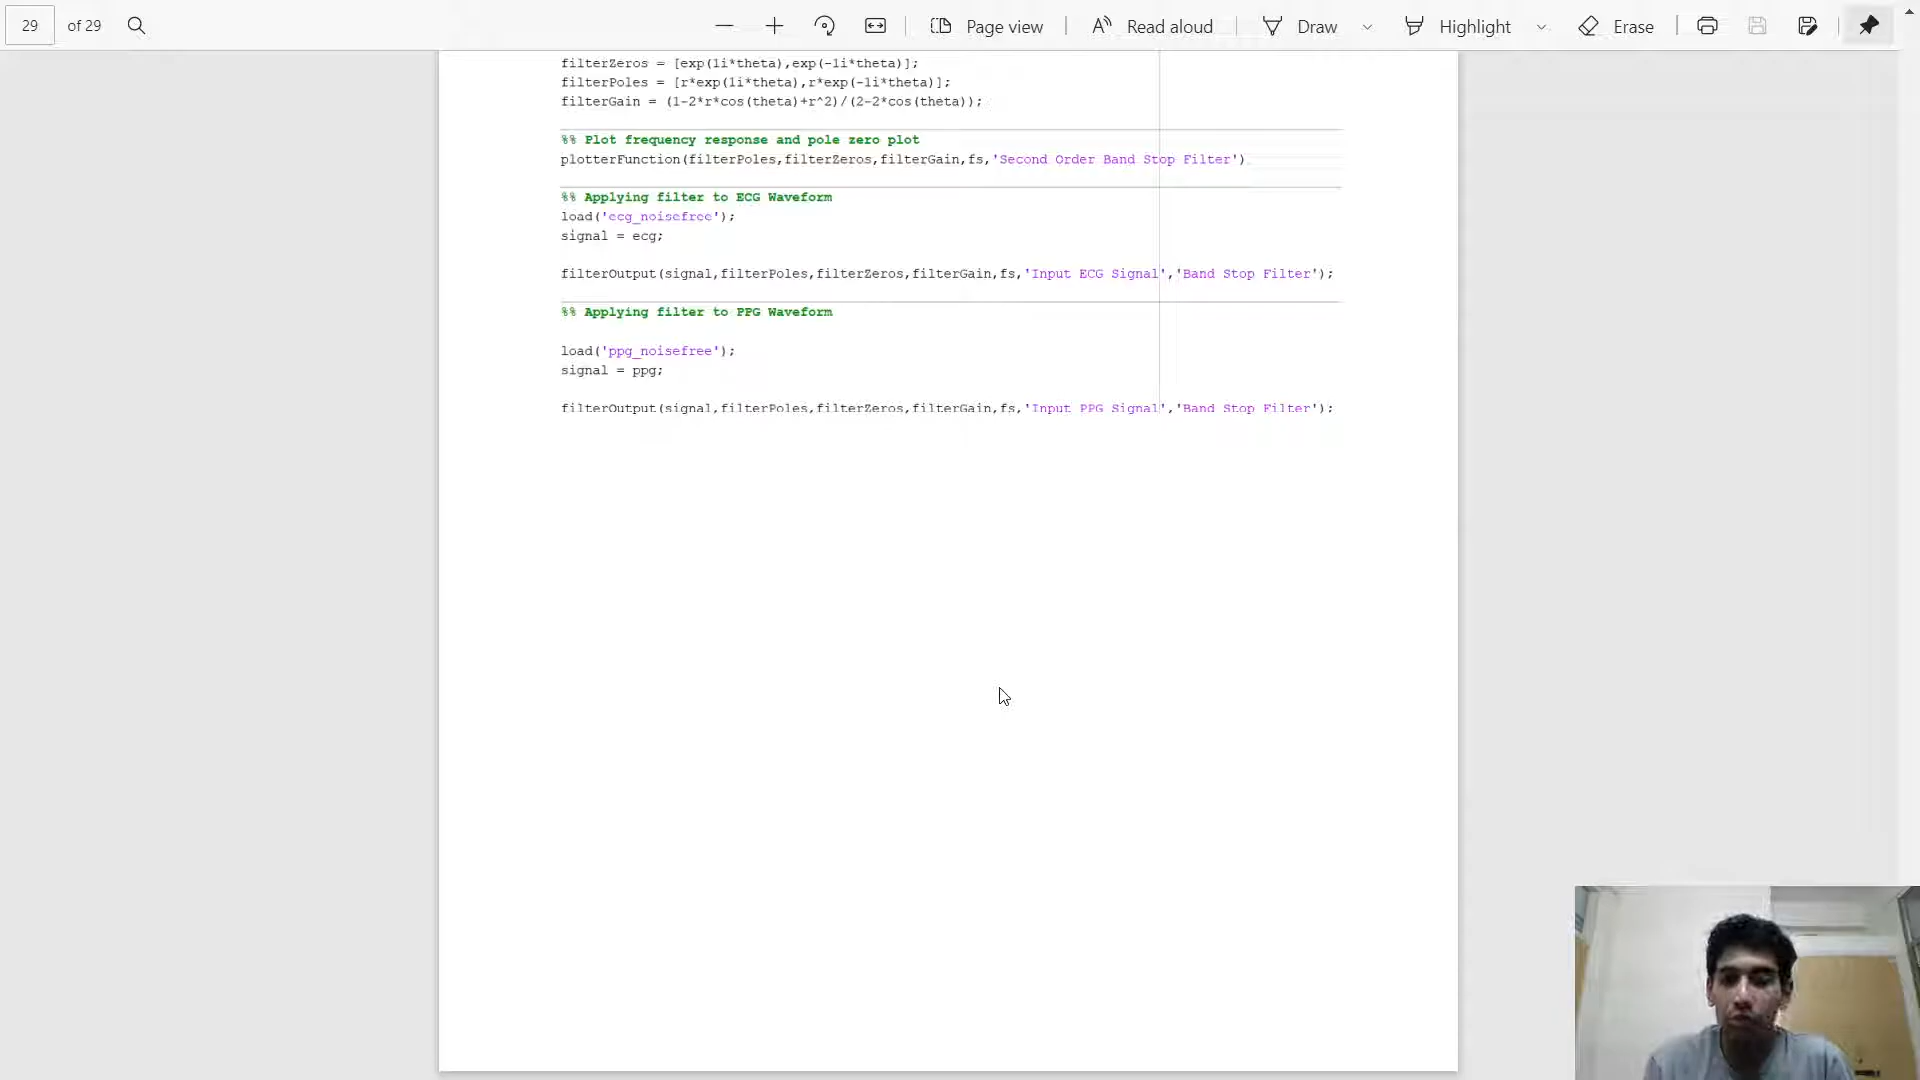 29 of 29 Page view Read aloud Draw Highlight Erase
filterZeros = [exp(1i*theta),exp(-1i*theta)];
filterPoles = [r*exp(1i*theta),r*exp(-1i*theta)];
filterGain = (1-2*r*cos(theta)+r^2)/(2-2*cos(theta));
%% Plot frequency response and pole zero plot
plotterFunction(filterPoles,filterZeros,filterGain,fs,'Second Order Band Stop Filter')
%% Applying filter to ECG Waveform
load('ecg_noisefree');
signal = ecg;
filterOutput(signal,filterPoles,filterZeros,filterGain,fs,'Input ECG Signal','Band Stop Filter');
%% Applying filter to PPG Waveform
load('ppg_noisefree');
signal = ppg;
filterOutput(signal,filterPoles,filterZeros,filterGain,fs,'Input PPG Signal','Band Stop Filter');